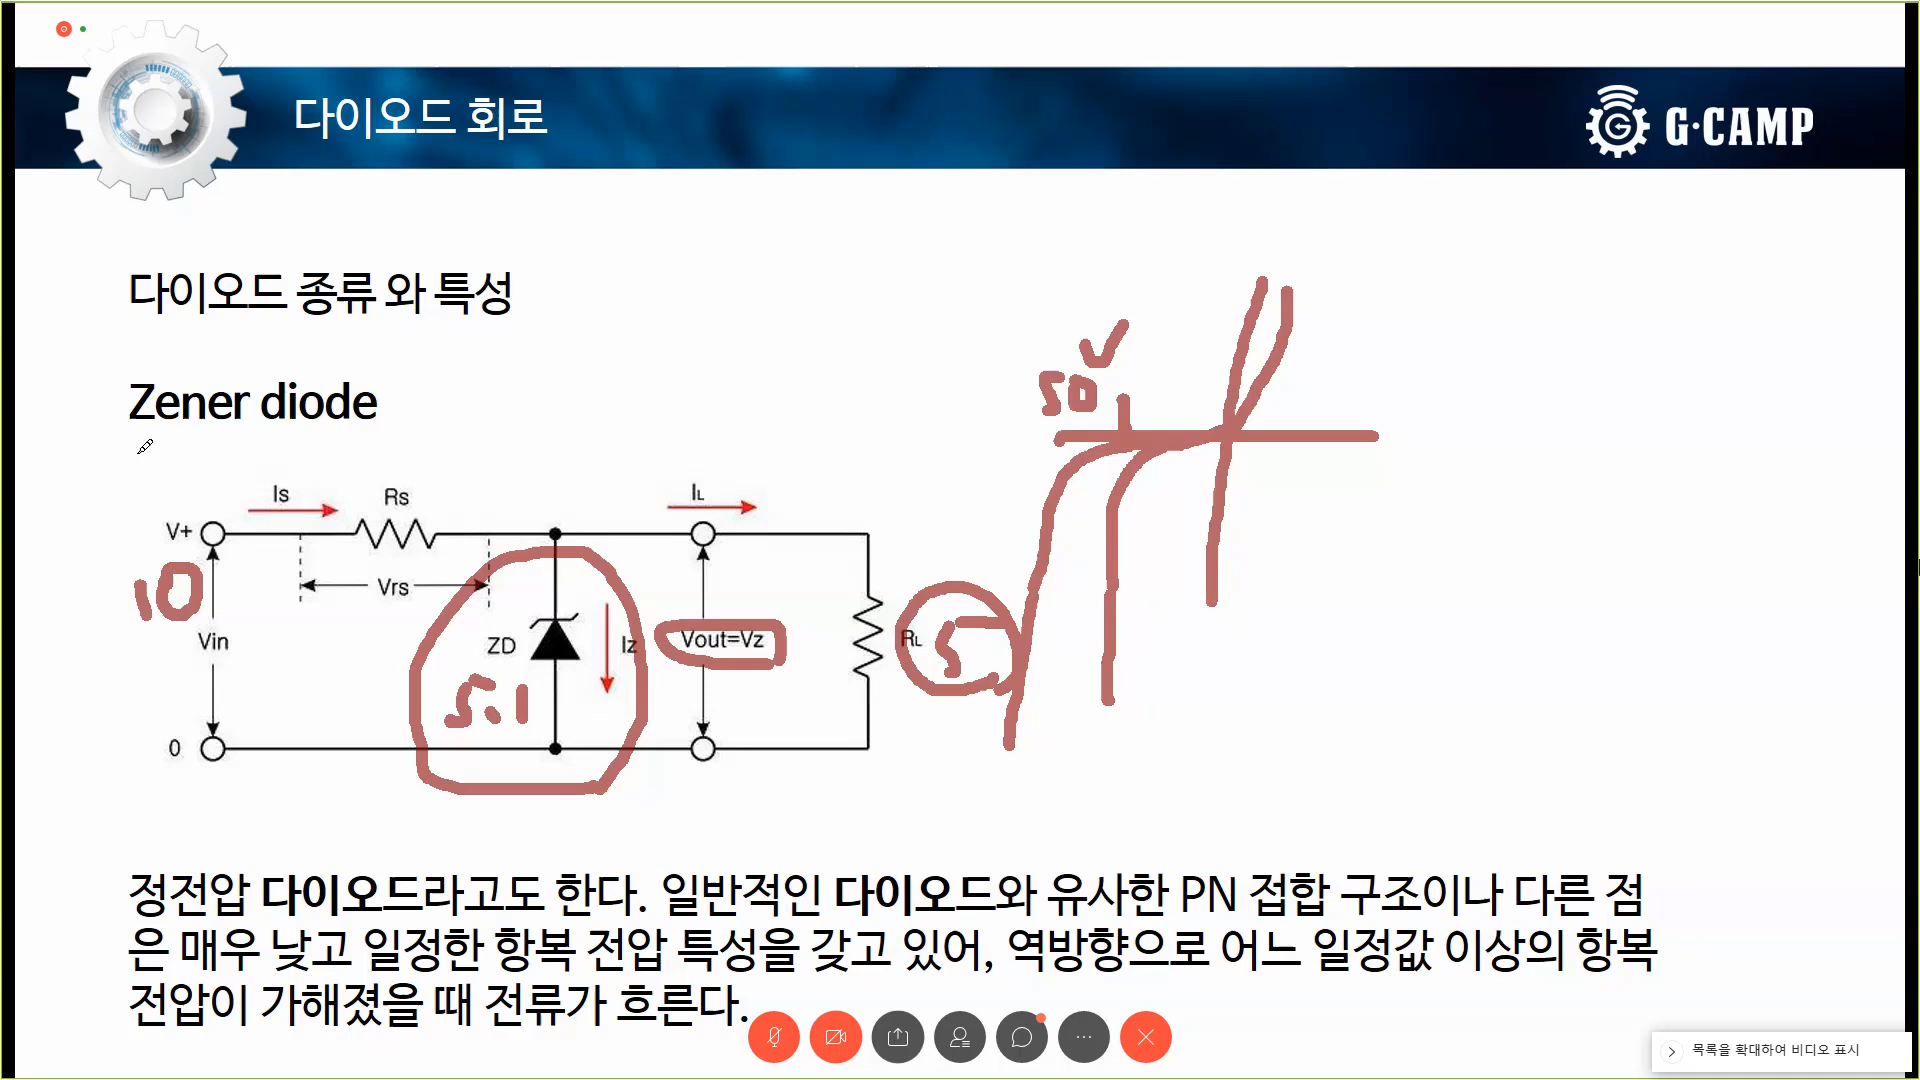 다이오드 회로
G·CAMP
다이오드 종류 와 특성
Zener diode
50
Is
Rs
IL
V+
10
Vrs
Vin
ZD
Iz
Vout=Vz
RL
5
5.1
0
정전압 다이오드라고도 한다. 일반적인 다이오드와 유사한 PN 접합 구조이나 다른 점
은 매우 낮고 일정한 항복 전압 특성을 갖고 있어, 역방향으로 어느 일정값 이상의 항복
전압이 가해졌을 때 전류가 흐른다.
목록을 확대하여 비디오 표시